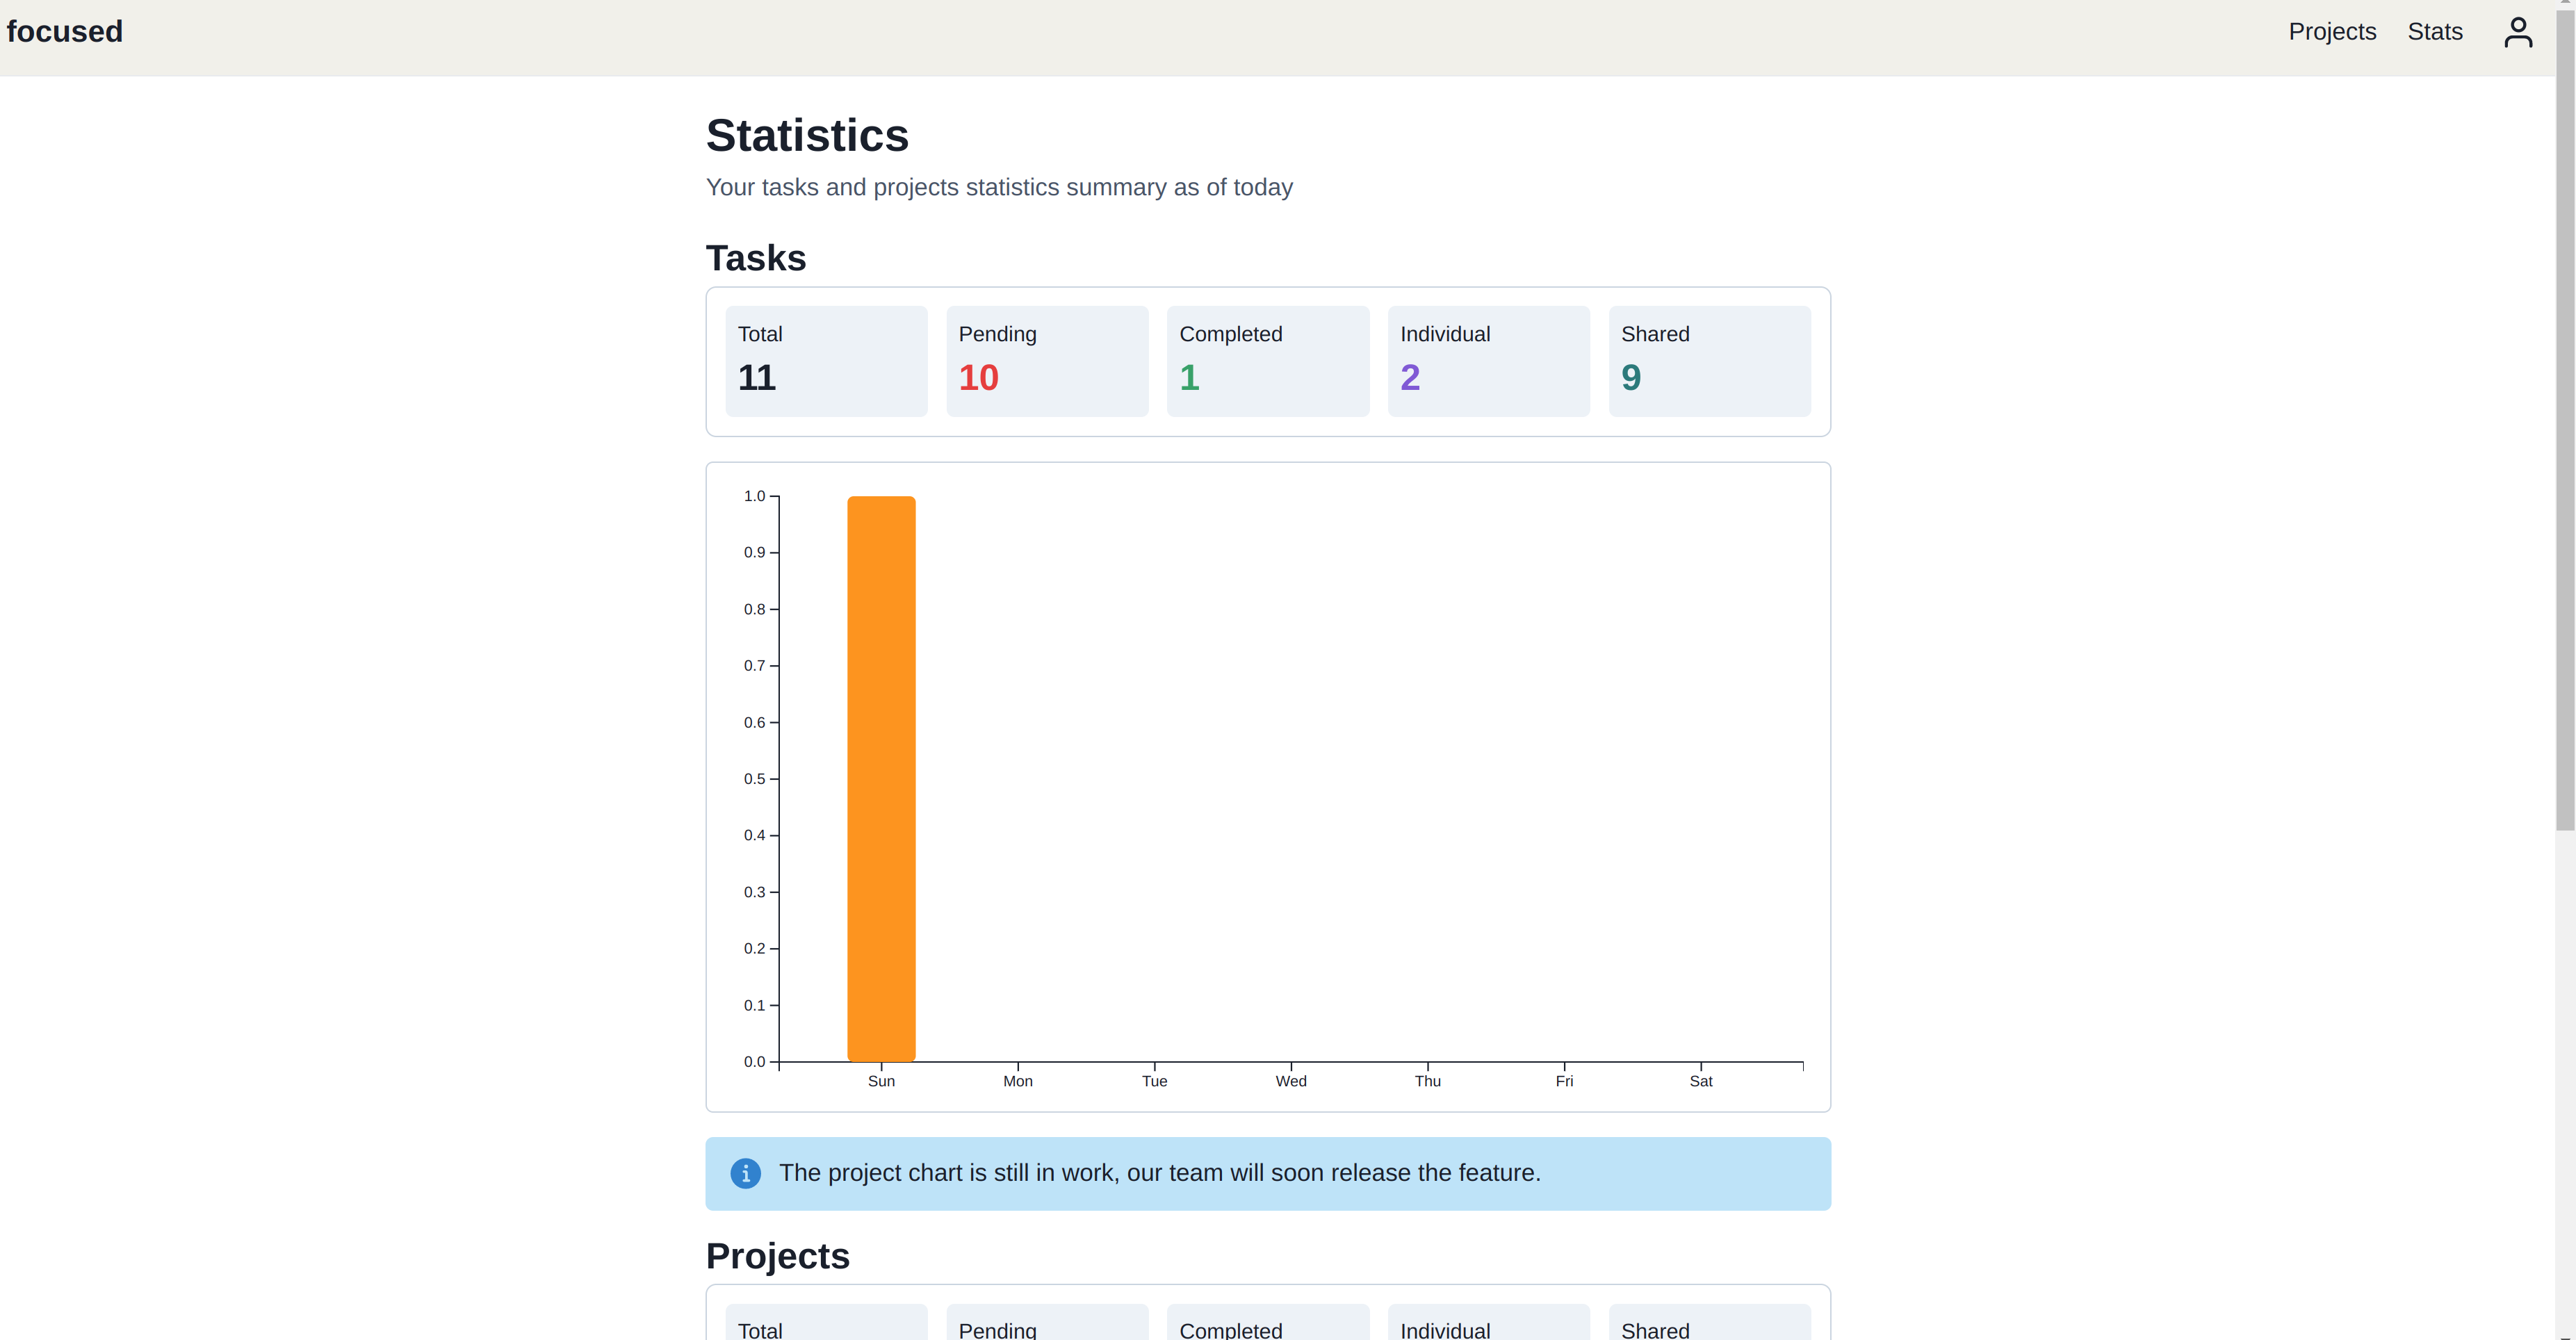 focused
Projects Stats
Statistics
Your tasks and projects statistics summary as of today
Tasks
Total Pending Completed Individual Shared
11 10 1 2 9
1.0
0.9
0.8
0.7
0.6
0.5
0.4
0.3
0.2
0.1
0.0
Sun Mon Tue Wed Thu Fri Sat
The project chart is still in work, our team will soon release the feature.
Projects
Total Pending Completed Individual Shared